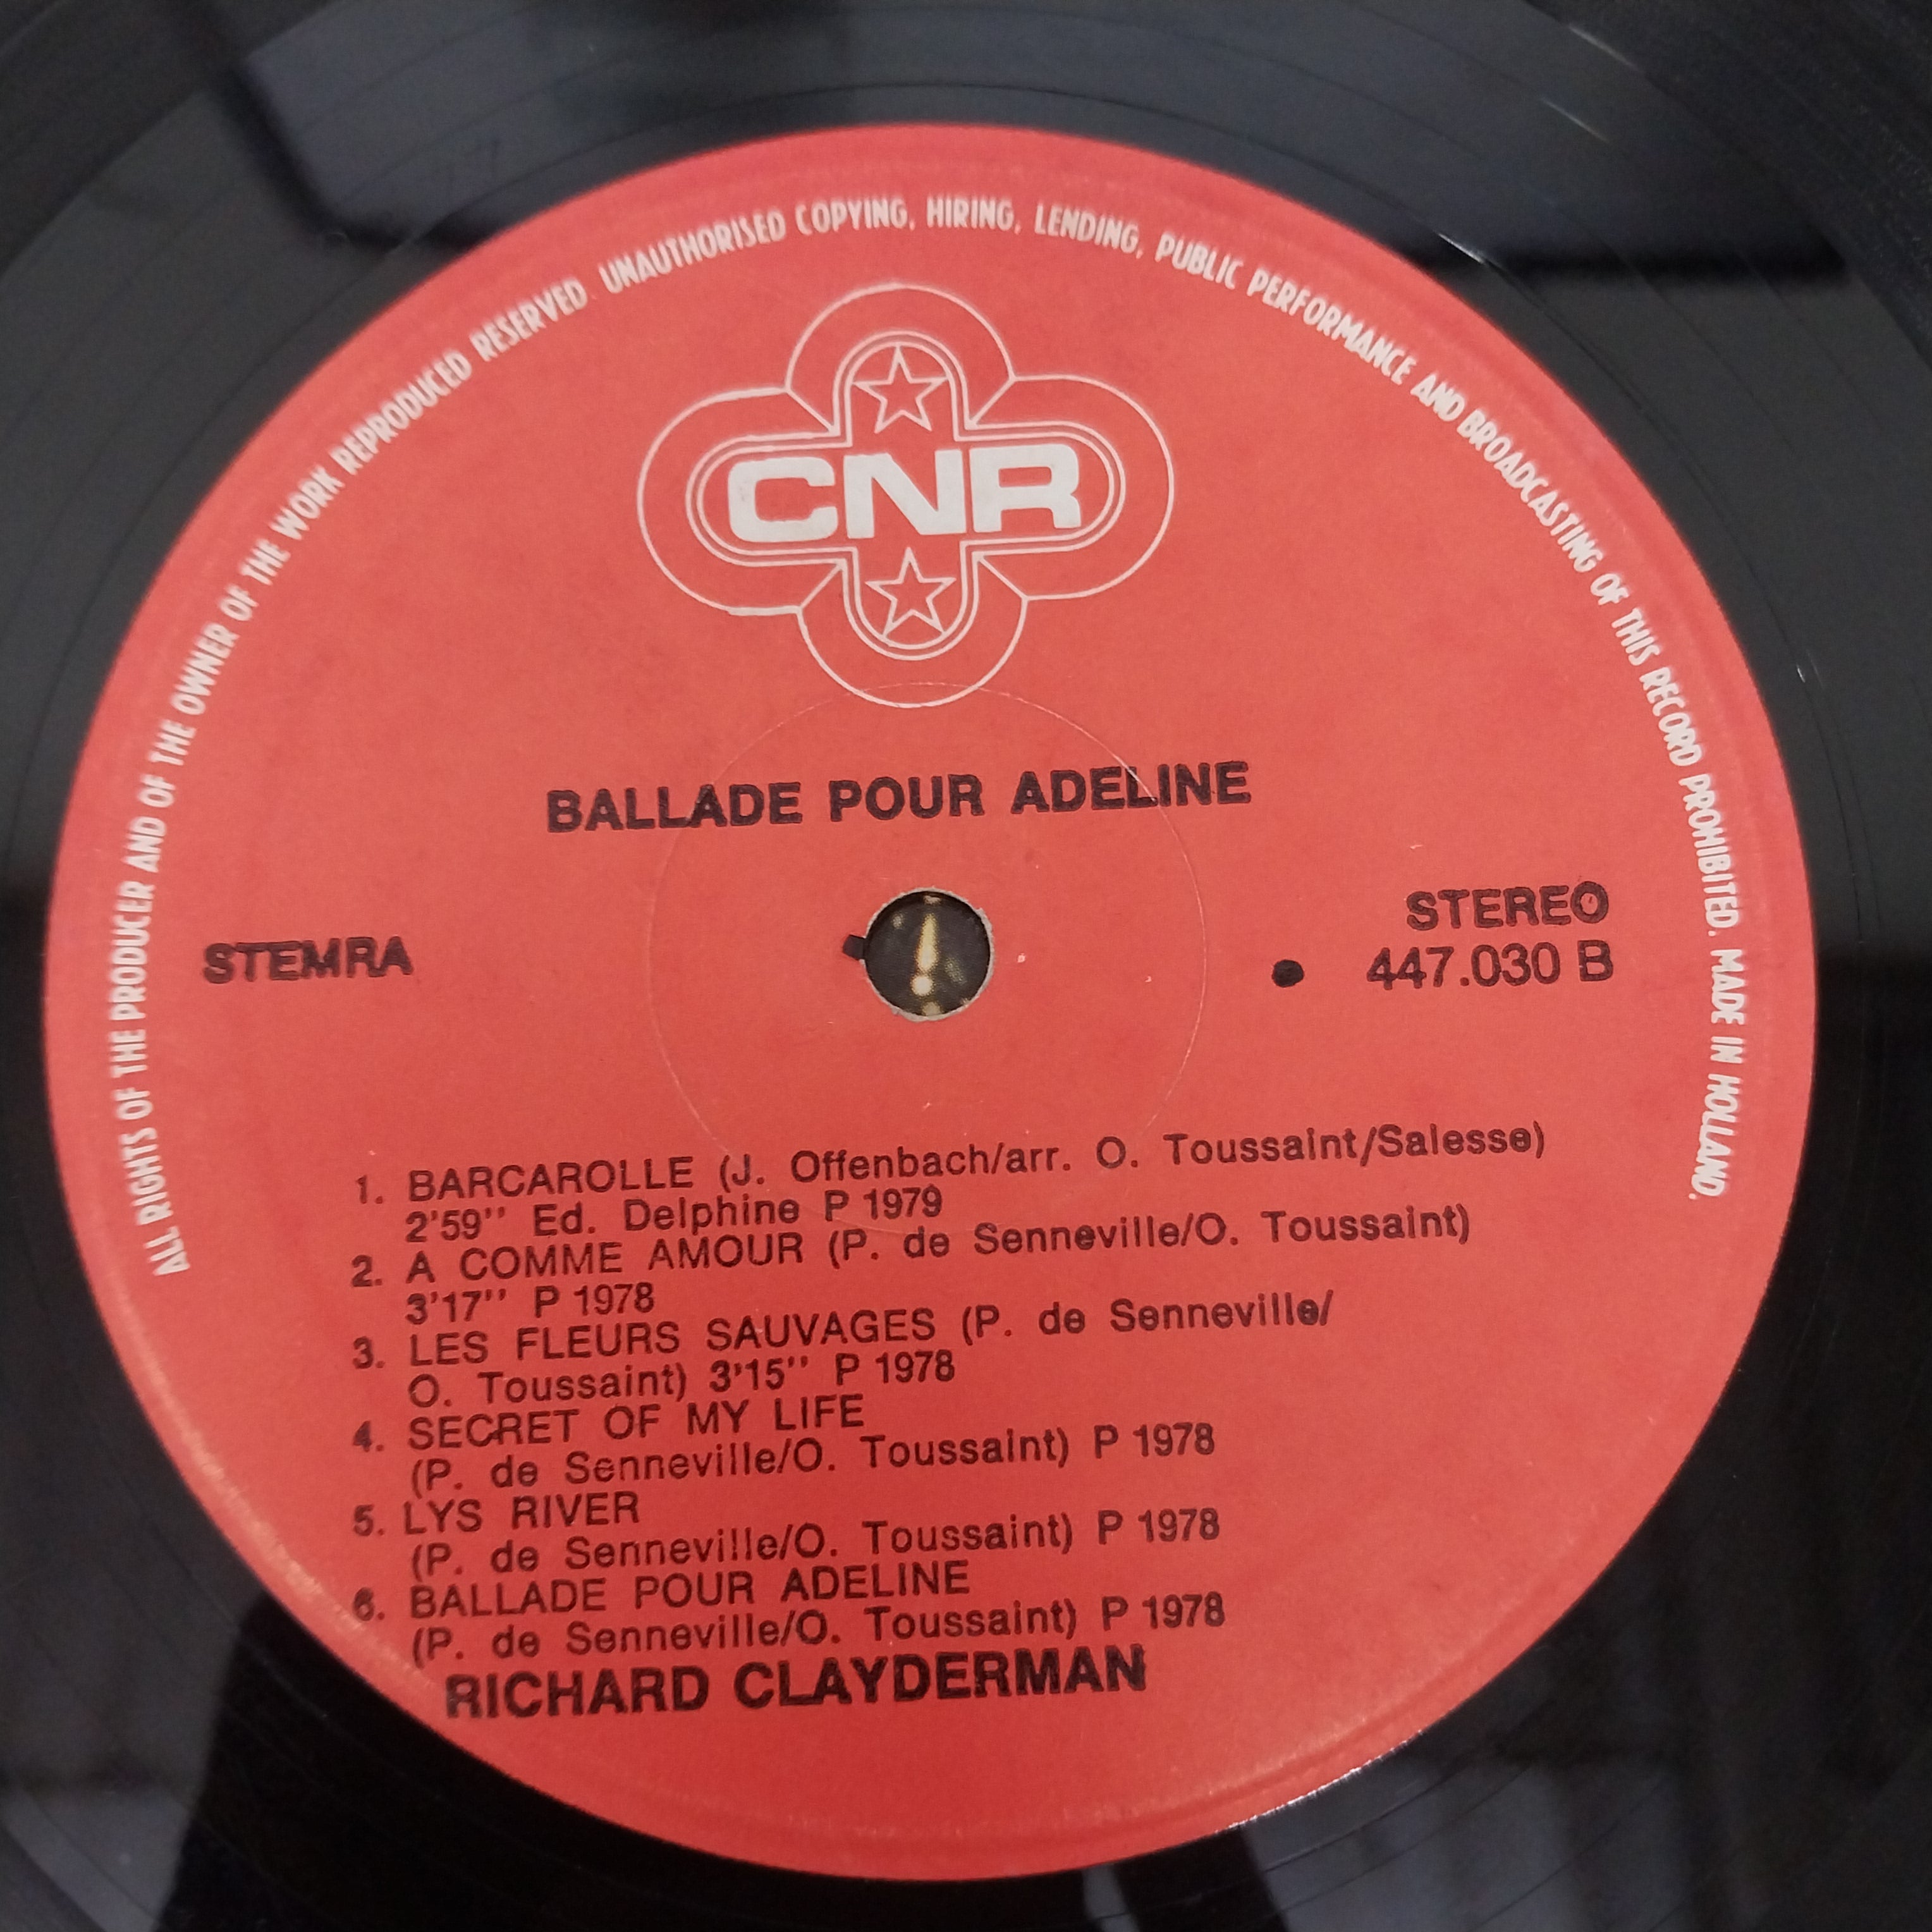 ALL RIGHTS OF THE PRODUCER AND OF THE OWNER OF THE WORK REPRODUCED RESERVED. UNAUTHORISED COPYING, HIRING, LENDING, PUBLIC PERFORMANCE AND BROADCASTING OF THIS RECORD PROHIBITED. MADE IN HOLLAND.
CNR
BALLADE POUR ADELINE
STEMRA
STEREO
• 447.030 B
1. BARCAROLLE (J. Offenbach/arr. O. Toussaint/Salesse)
2'59'' Ed. Delphine P 1979
2. A COMME AMOUR (P. de Senneville/O. Toussaint)
3'17'' P 1978
3. LES FLEURS SAUVAGES (P. de Senneville/
O. Toussaint) 3'15'' P 1978
4. SECRET OF MY LIFE
(P. de Senneville/O. Toussaint) P 1978
5. LYS RIVER
(P. de Senneville/O. Toussaint) P 1978
6. BALLADE POUR ADELINE
(P. de Senneville/O. Toussaint) P 1978
RICHARD CLAYDERMAN